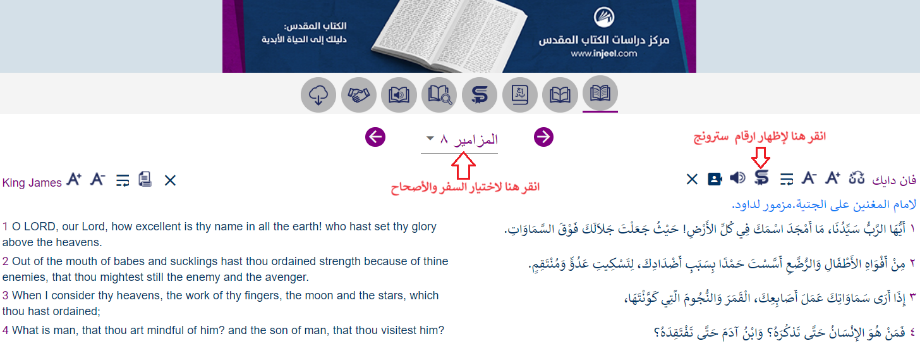 الكتاب المقدس:
دليلك إلى الحياة الأبدية
مركز دراسات الكتاب المقدس
www.injeel.com
المزامير ٨
انقر هنا لإظهار ارقام سترونج
انقر هنا لاختيار السفر والأصحاح
King James A+ A-
فان دايك A+ A-
لامام المغنين على الجتية.مزمور لداود.
١ أَيُّهَا الرَّبُّ سَيِّدُنَا، مَا أَمْجَدَ اسْمَكَ فِي كُلِّ الأَرْضِ! حَيْثُ جَعَلْتَ جَلاَلَكَ فَوْقَ السَّمَاوَاتِ.
٢ مِنْ أَفْوَاهِ الأَطْفَالِ وَالرُّضَّعِ أَسَّسْتَ حَمْدًا بِسَبَبِ أَضْدَادِكَ، لِتَسْكِيتِ عَدُوٍّ وَمُنْتَقِمٍ.
٣ إِذَا أَرَى سَمَاوَاتِكَ عَمَلَ أَصَابِعِكَ، الْقَمَرَ وَالنُّجُومَ الَّتِي كَوَّنْتَهَا،
٤ فَمَنْ هُوَ الإِنْسَانُ حَتَّى تَذكُرَهُ؟ وَابْنُ آدَمَ حَتَّى تَفْتَقِدَهُ؟
1 O LORD, our Lord, how excellent is thy name in all the earth! who hast set thy glory
above the heavens.
2 Out of the mouth of babes and sucklings hast thou ordained strength because of thine
enemies, that thou mightest still the enemy and the avenger.
3 When I consider thy heavens, the work of thy fingers, the moon and the stars, which
thou hast ordained;
4 What is man, that thou art mindful of him? and the son of man, that thou visitest him?